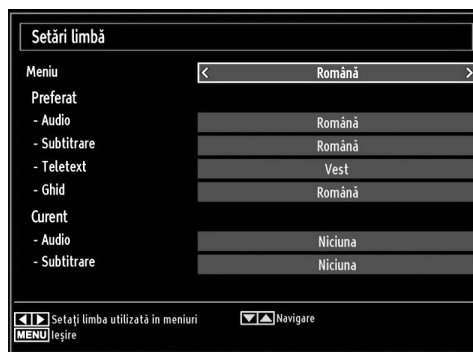 Setări limbă
Meniu < Română >
Preferat
- Audio Română
- Subtitrare Română
- Teletext Vest
- Ghid Română
Curent
- Audio Niciuna
- Subtitrare Niciuna
Setaţi limba utilizată în meniuri Navigare
MENU Ieşire